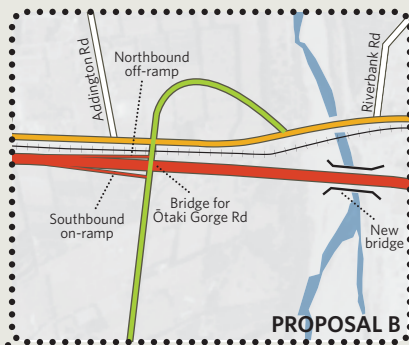 Addington Rd
Northbound
off-ramp
Riverbank Rd
Southbound
on-ramp
Bridge for
Ōtaki Gorge Rd
New
bridge
PROPOSAL B